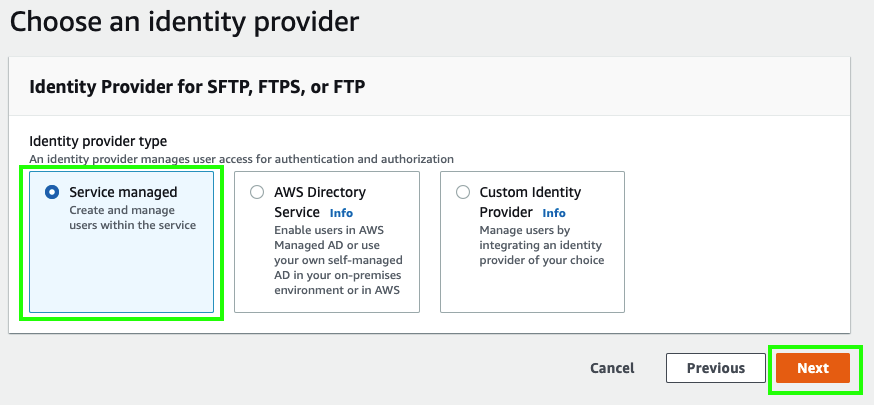 Choose an identity provider
Identity Provider for SFTP, FTPS, or FTP
Identity provider type
An identity provider manages user access for authentication and authorization
Service managed
Create and manage
users within the service
AWS Directory
Service Info
Enable users in AWS
Managed AD or use
your own self-managed
AD in your on-premises
environment or in AWS
Custom Identity
Provider Info
Manage users by
integrating an identity
provider of your choice
Cancel
Previous
Next